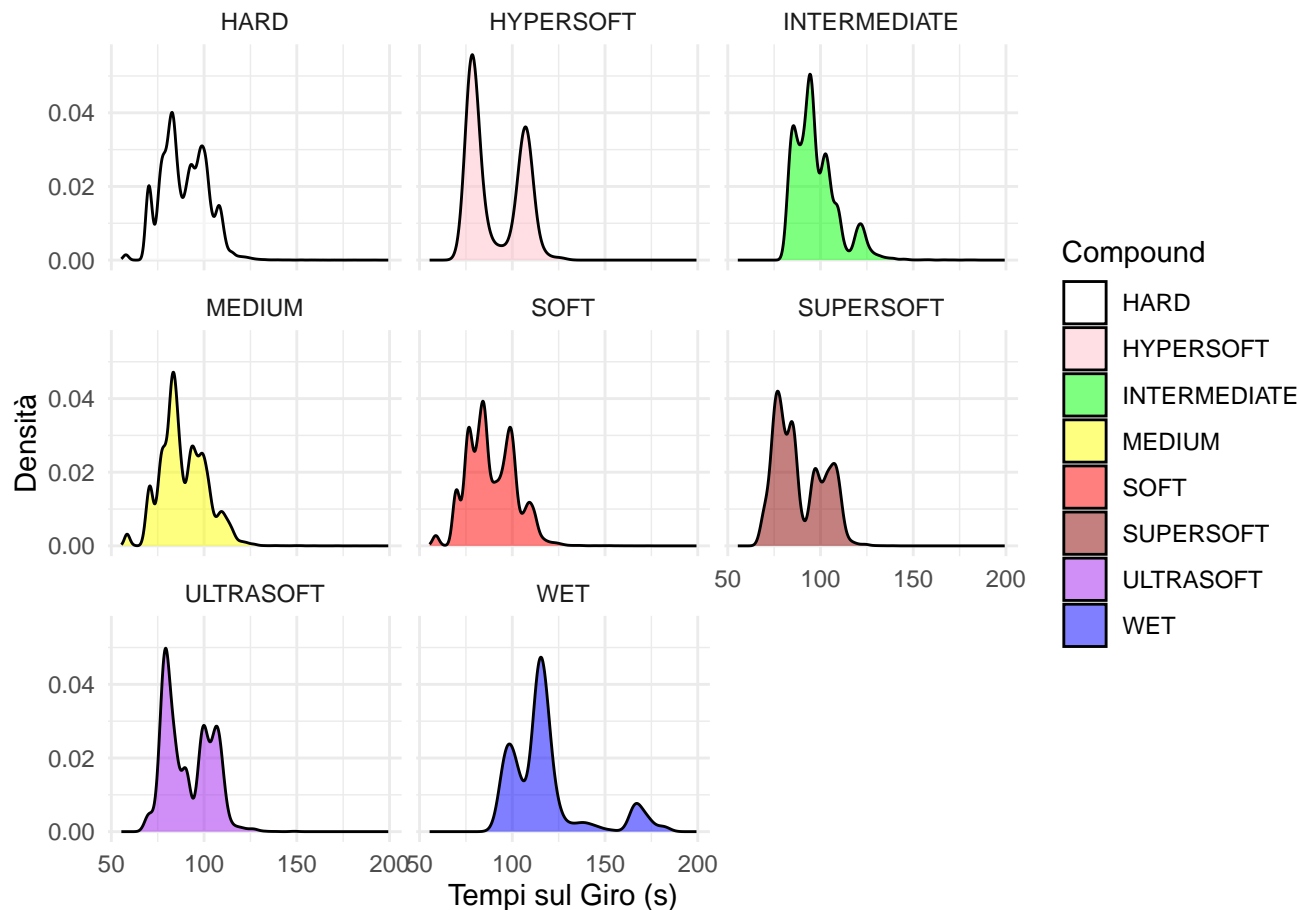 HARD HYPERSOFT INTERMEDIATE
0.04
0.02
0.00
MEDIUM SOFT SUPERSOFT
0.04
0.02
0.00
50 100 150 200
ULTRASOFT WET
0.04
0.02
0.00
50 100 150 200 50 100 150 200
Tempi sul Giro (s)
Densità
Compound
HARD
HYPERSOFT
INTERMEDIATE
MEDIUM
SOFT
SUPERSOFT
ULTRASOFT
WET